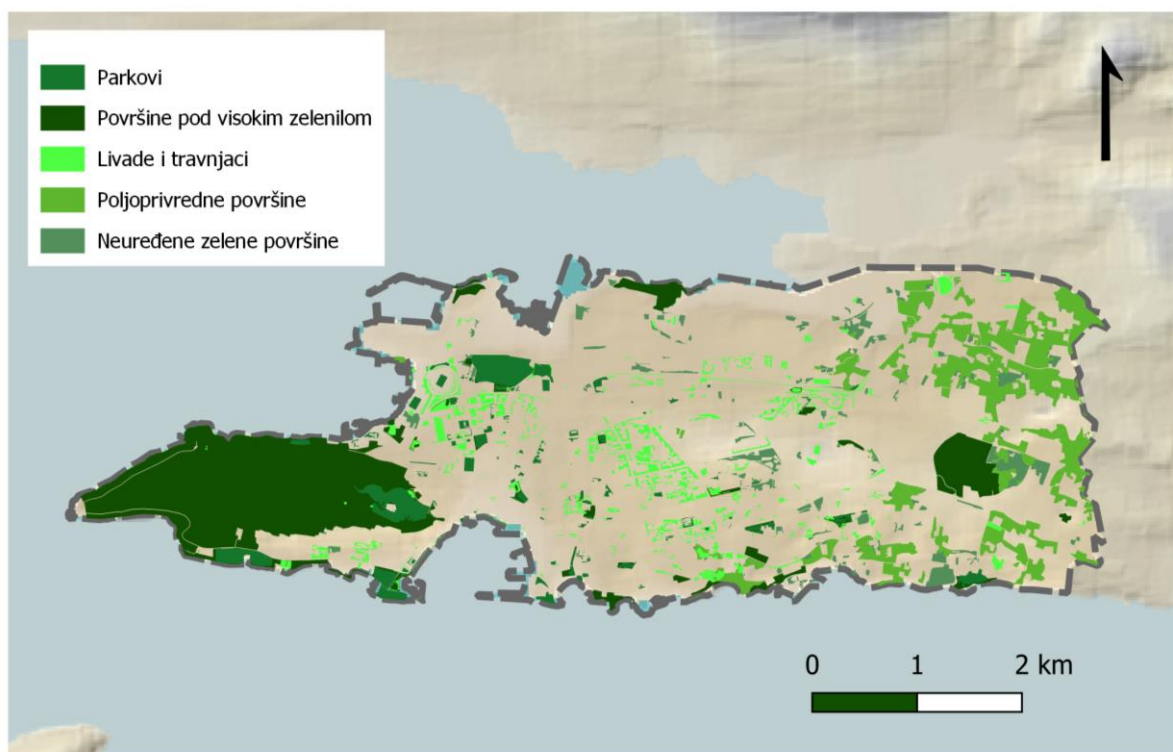 Parkovi
Površine pod visokim zelenilom
Livade i travnjaci
Poljoprivredne površine
Neuređene zelene površine
0 1 2 km